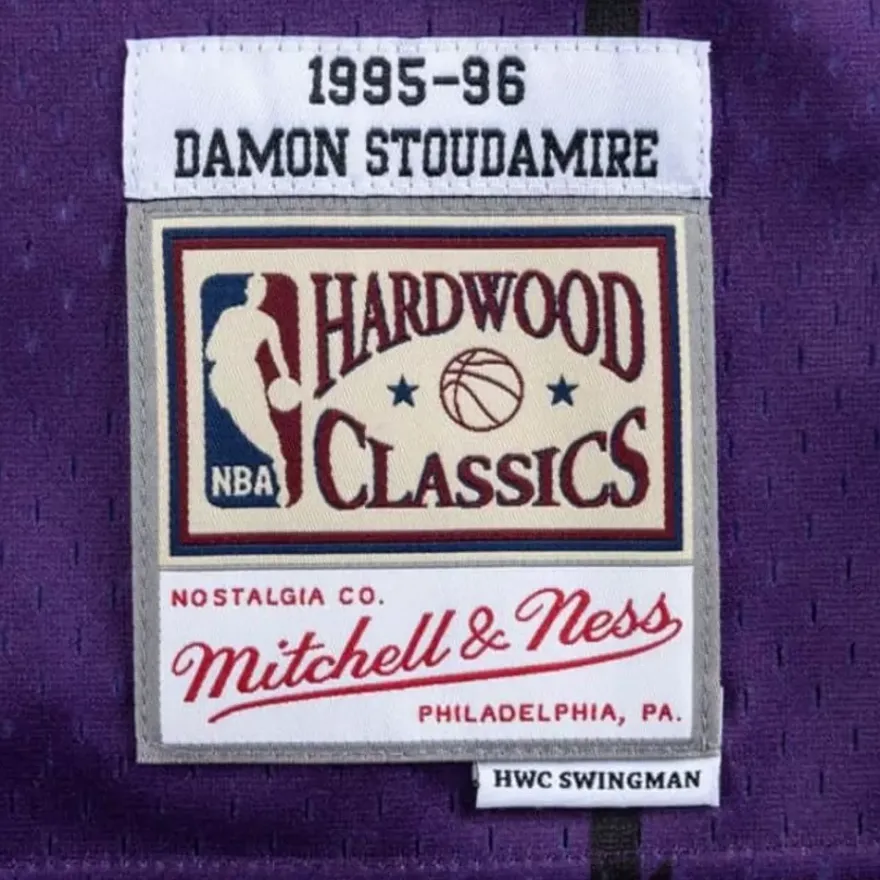 1995-96
DAMON STOUDAMIRE
HARDWOOD
CLASSICS
NBA
NOSTALGIA CO.
Mitchell & Ness
PHILADELPHIA, PA.
HWC SWINGMAN